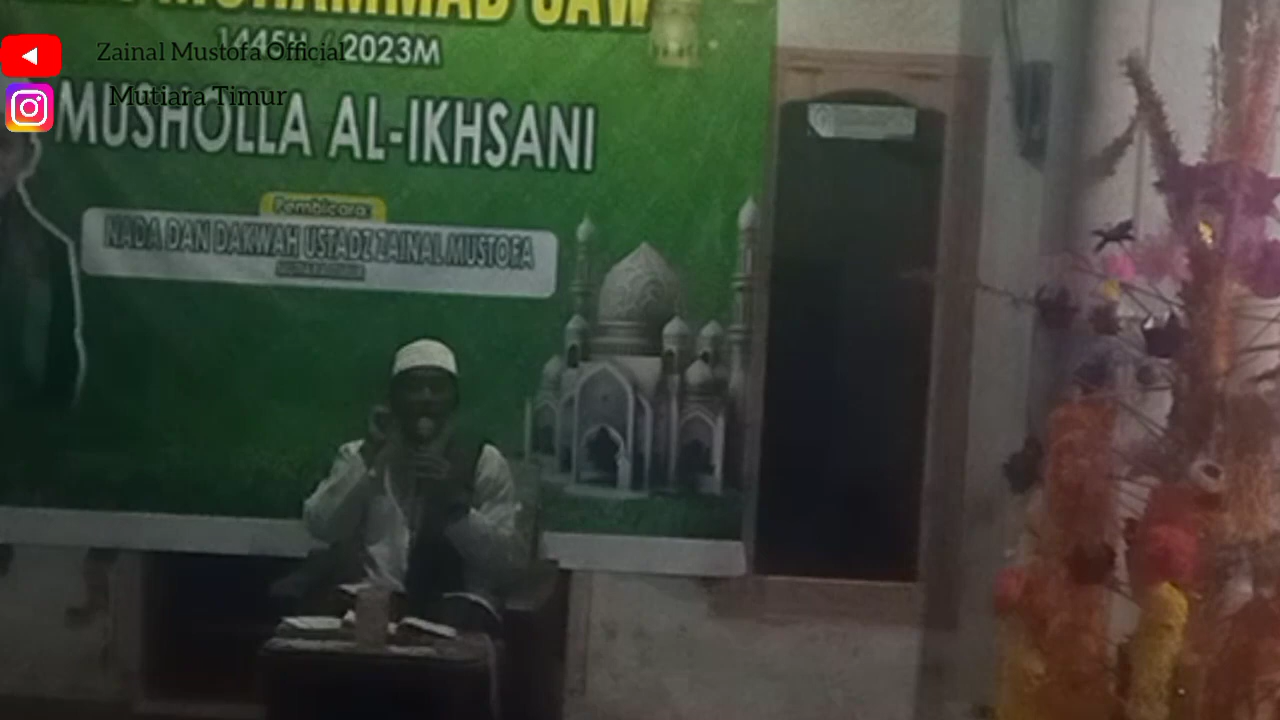 MUHAMMAD SAW
1445H / 2023M
Zainal Mustofa Official
Mutiara Timur
MUSHOLLA AL-IKHSANI
Pembicara:
NADA DAN DAKWAH USTADZ ZAINAL MUSTOFA